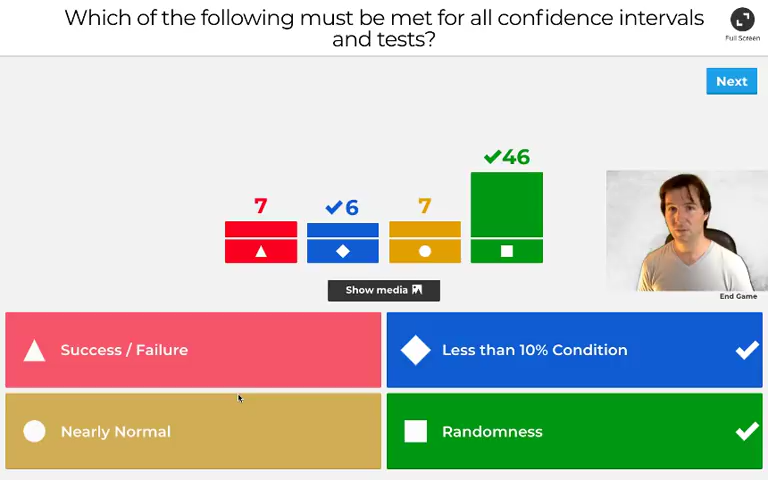 Which of the following must be met for all confidence intervals
and tests?
Full Screen
Next
7
6
7
46
Show media
End Game
Success / Failure
Less than 10% Condition
Nearly Normal
Randomness